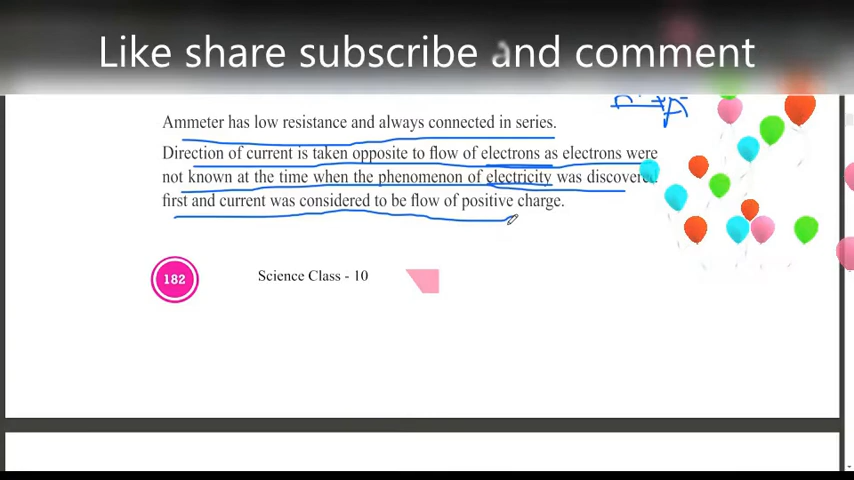 Like share subscribe and comment
Ammeter has low resistance and always connected in series.
Direction of current is taken opposite to flow of electrons as electrons were
not known at the time when the phenomenon of electricity was discovered
first and current was considered to be flow of positive charge.
182
Science Class - 10